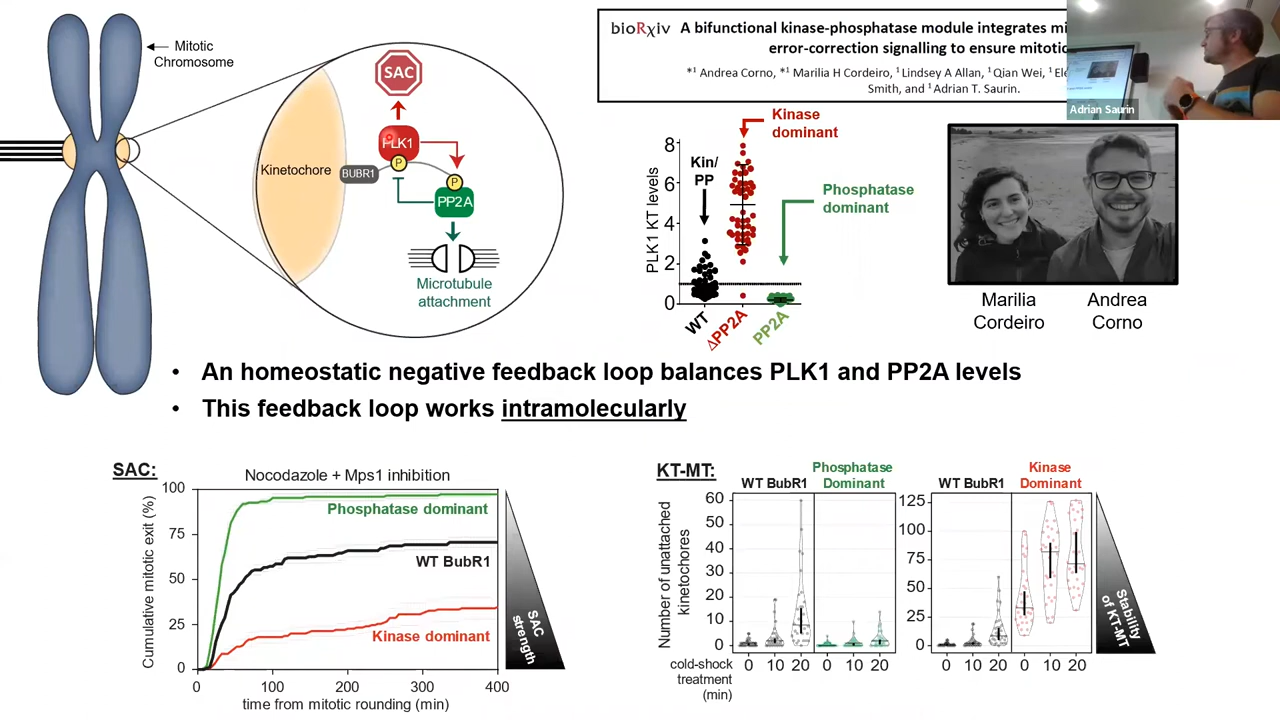 Mitotic
Chromosome
SAC
PLK1
P
Kinetochore
BUBR1
P
PP2A
Microtubule
attachment
bioRxiv
A bifunctional kinase-phosphatase module integrates mi
error-correction signalling to ensure mitotic
*¹ Andrea Corno, *¹ Marilia H Cordeiro, ¹ Lindsey A Allan, ¹ Qian Wei, ¹ Ele
Smith, and ¹ Adrian T. Saurin.
Adrian Saurin
Kinase
dominant
Kin/
PP
Phosphatase
dominant
PLK1 KT levels
8
6
4
2
0
WT
ΔPP2A
PP2A
Marilia
Cordeiro
Andrea
Corno
• An homeostatic negative feedback loop balances PLK1 and PP2A levels
• This feedback loop works intramolecularly
SAC:
Nocodazole + Mps1 inhibition
Cumulative mitotic exit (%)
100
75
50
25
0
Phosphatase dominant
WT BubR1
Kinase dominant
0 100 200 300 400
time from mitotic rounding (min)
SAC
strength
KT-MT:
WT BubR1
Phosphatase
Dominant
WT BubR1
Kinase
Dominant
Number of unattached
kinetochores
60
50
40
30
20
10
0
125
100
75
50
25
0
cold-shock
treatment
(min)
0 10 20 0 10 20
0 10 20 0 10 20
Stability
of KT-MT